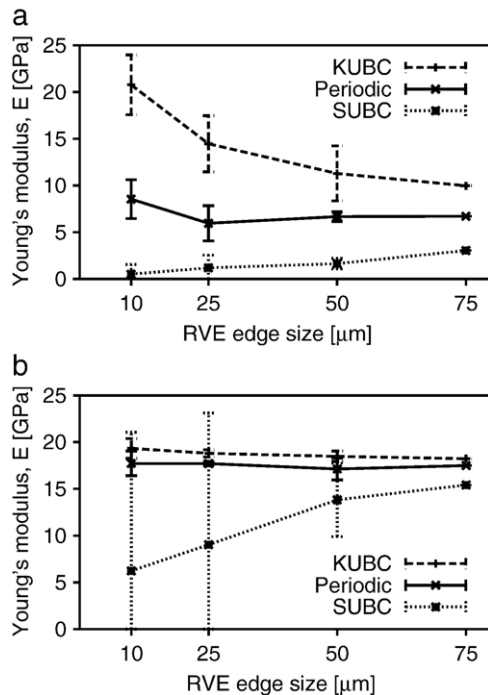 a
Young's modulus, E [GPa]
25
20
15
10
5
0
KUBC
Periodic
SUBC
10 25 50 75
RVE edge size [μm]
b
Young's modulus, E [GPa]
25
20
15
10
5
0
KUBC
Periodic
SUBC
10 25 50 75
RVE edge size [μm]